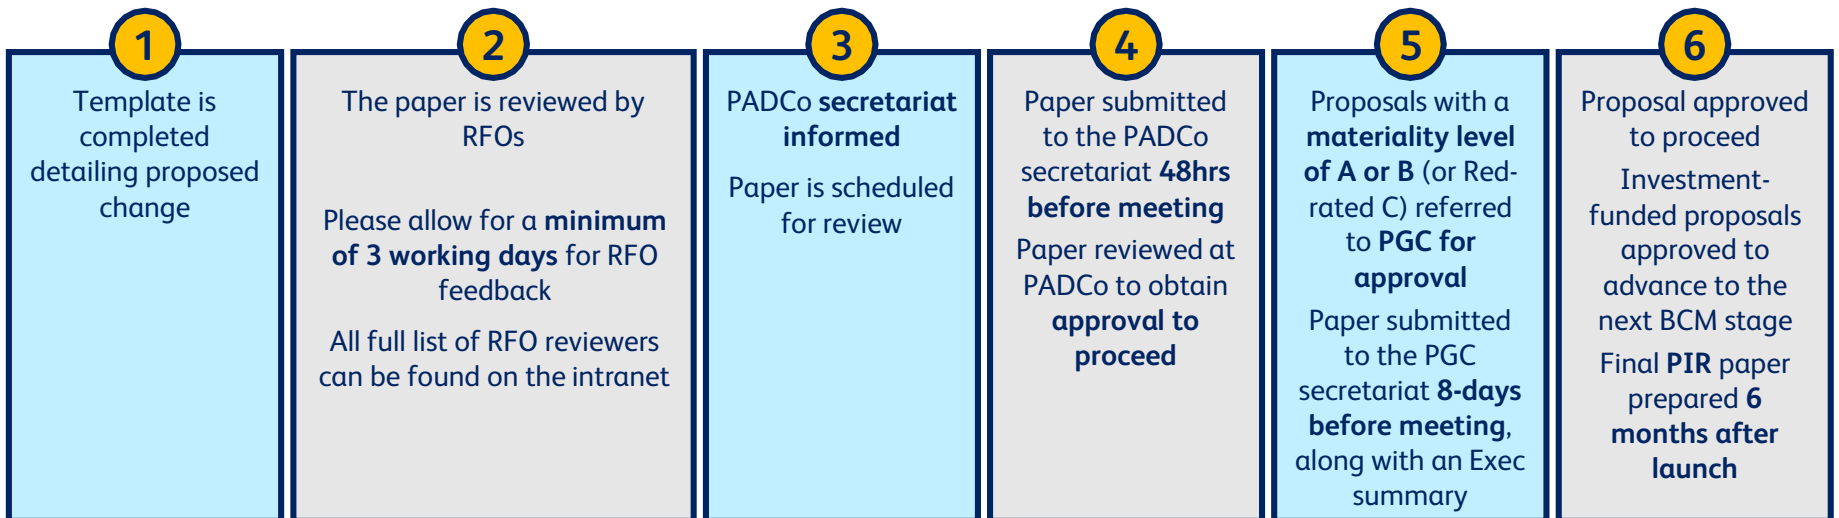 1
Template is
completed
detailing proposed
change
2
The paper is reviewed by
RFOs
Please allow for a minimum
of 3 working days for RFO
feedback
All full list of RFO reviewers
can be found on the intranet
3
PADCo secretariat
informed
Paper is scheduled
for review
4
Paper submitted
to the PADCo
secretariat 48hrs
before meeting
Paper reviewed at
PADCo to obtain
approval to
proceed
5
Proposals with a
materiality level
of A or B (or Red-
rated C) referred
to PGC for
approval
Paper submitted
to the PGC
secretariat 8-days
before meeting,
along with an Exec
summary
6
Proposal approved
to proceed
Investment-
funded proposals
approved to
advance to the
next BCM stage
Final PIR paper
prepared 6
months after
launch